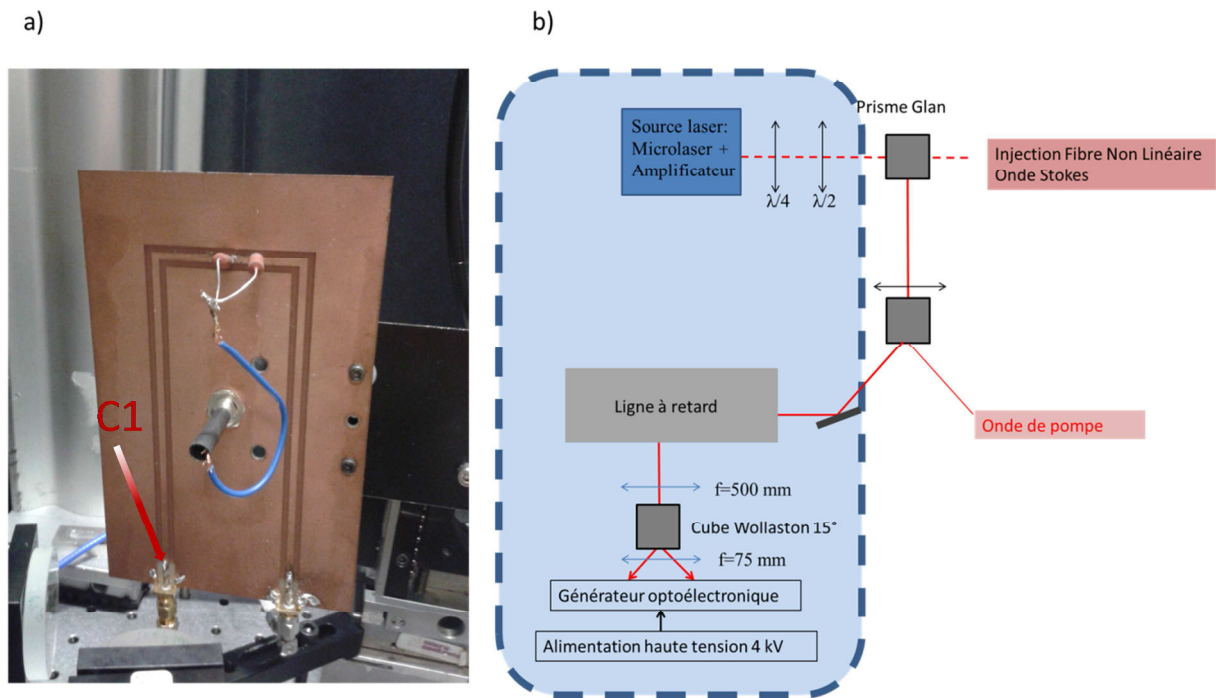 a)
b)
C1
Prisme Glan
Source laser:
Microlaser +
Amplificateur
λ/4
λ/2
Injection Fibre Non Linéaire
Onde Stokes
Ligne à retard
Onde de pompe
f=500 mm
Cube Wollaston 15°
f=75 mm
Générateur optoélectronique
Alimentation haute tension 4 kV